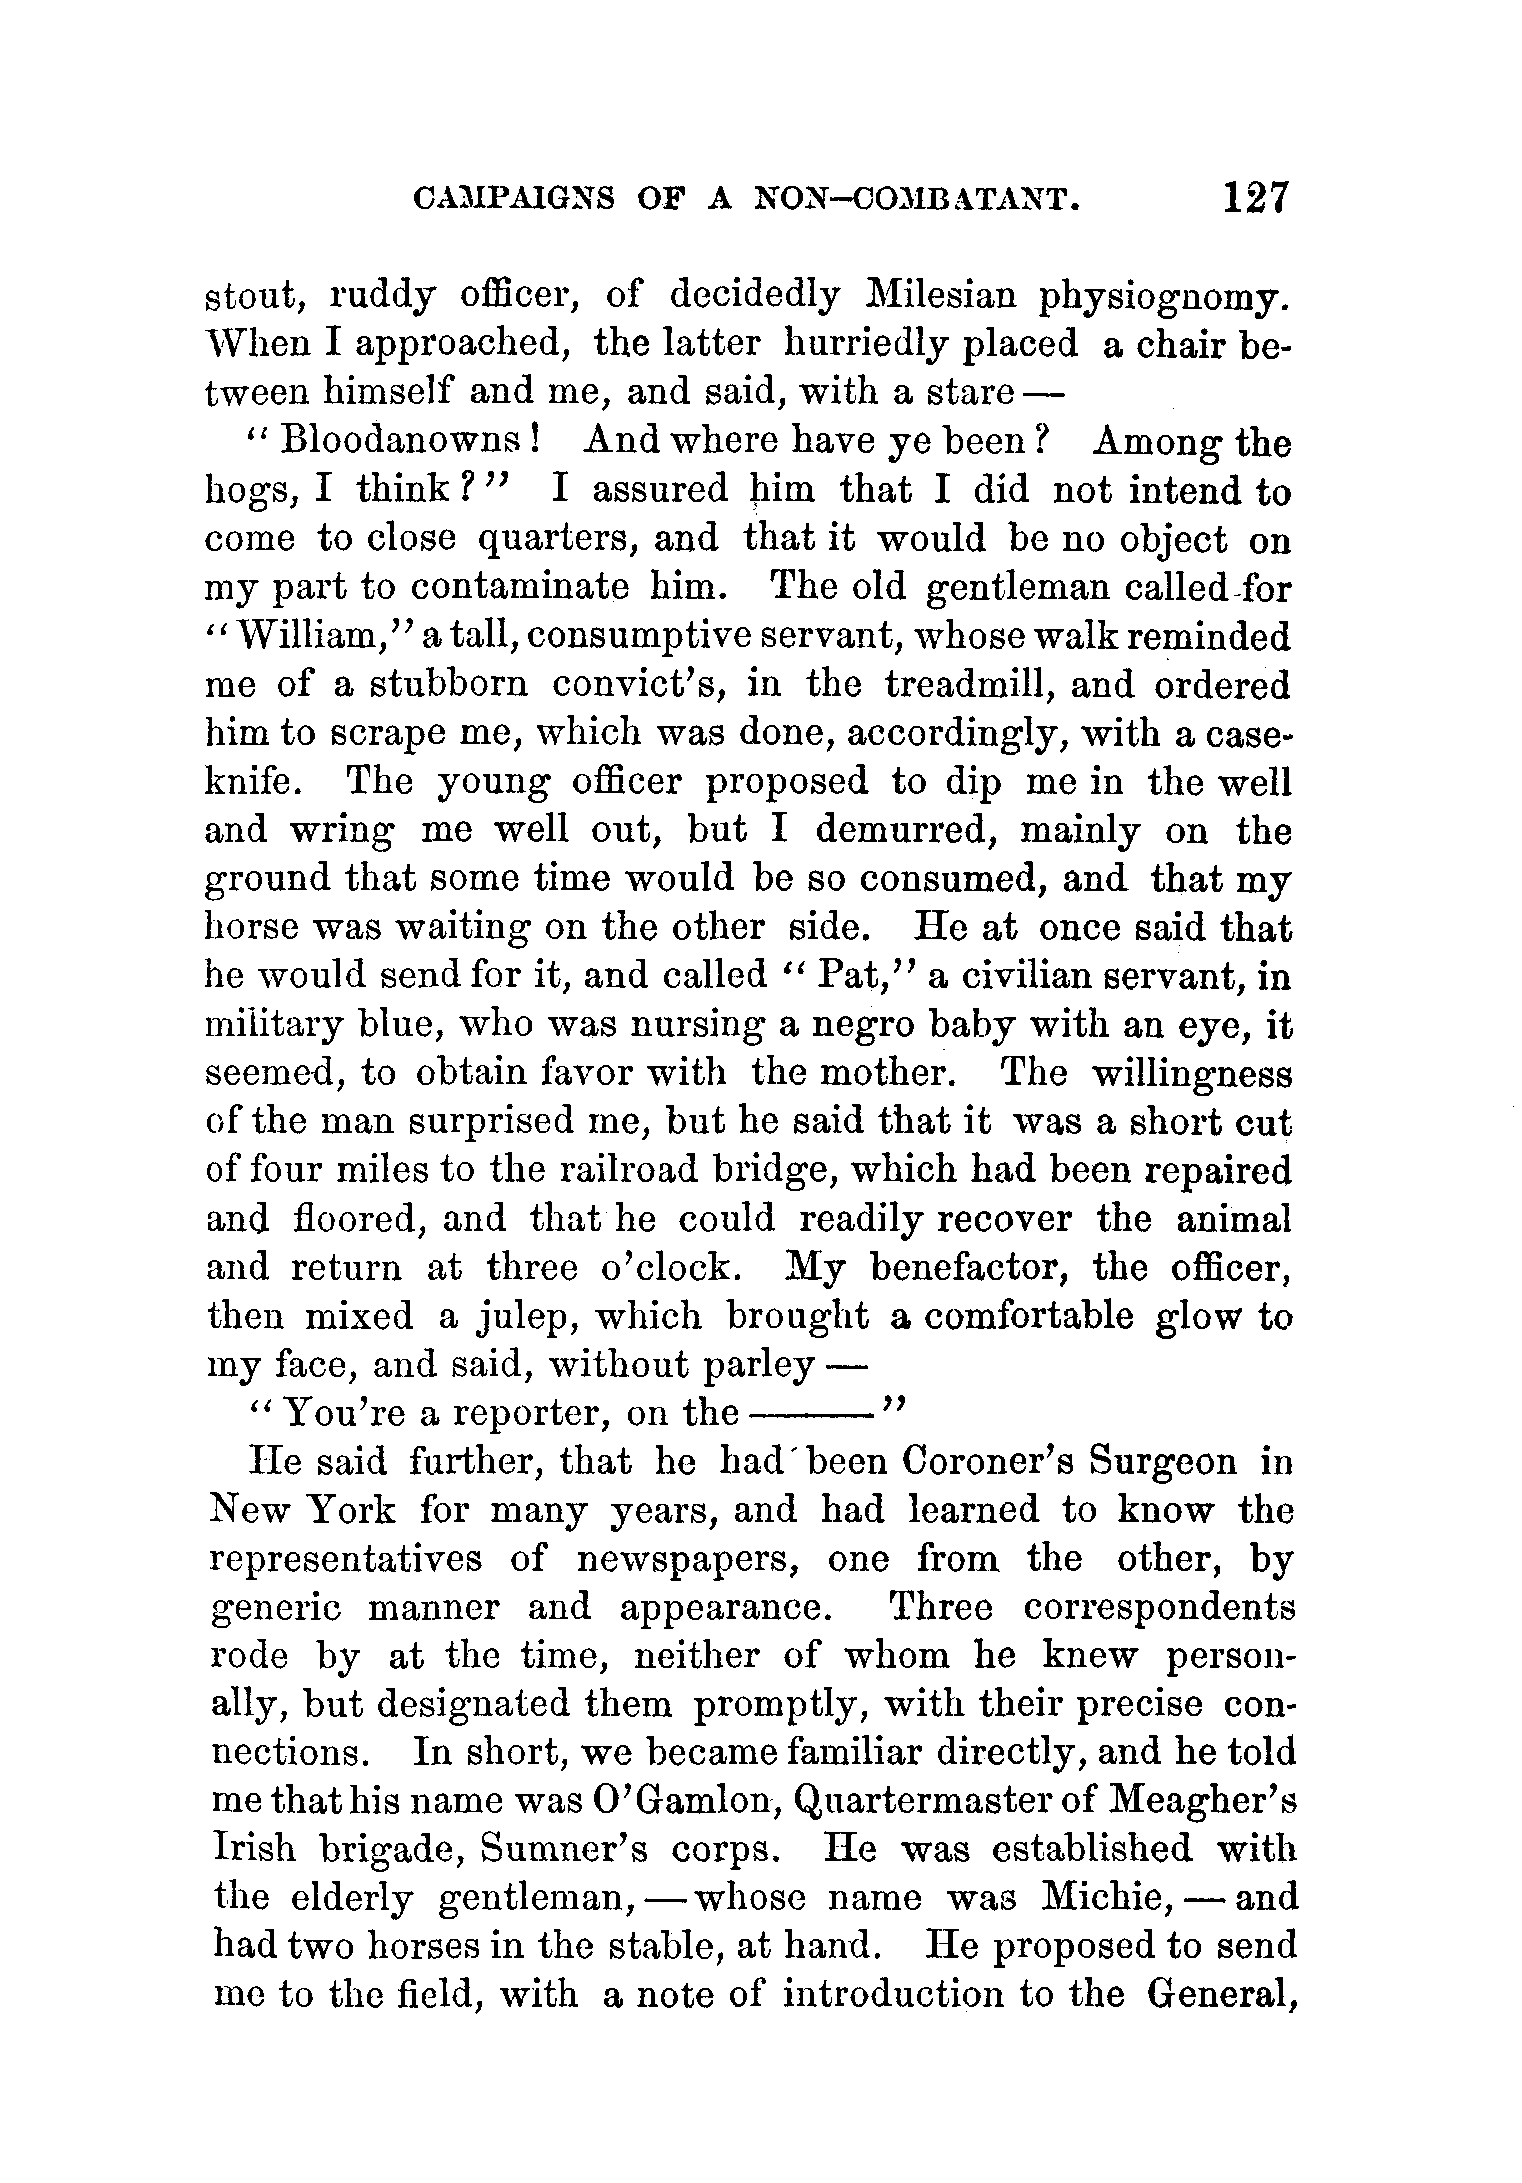 CAMPAIGNS OF A NON-COMBATANT. 127
stout, ruddy officer, of decidedly Milesian physiognomy.
When I approached, the latter hurriedly placed a chair be-
tween himself and me, and said, with a stare —
“Bloodanowns! And where have ye been? Among the
hogs, I think?” I assured him that I did not intend to
come to close quarters, and that it would be no object on
my part to contaminate him. The old gentleman called for
“William,” a tall, consumptive servant, whose walk reminded
me of a stubborn convict’s, in the treadmill, and ordered
him to scrape me, which was done, accordingly, with a case-
knife. The young officer proposed to dip me in the well
and wring me well out, but I demurred, mainly on the
ground that some time would be so consumed, and that my
horse was waiting on the other side. He at once said that
he would send for it, and called “Pat,” a civilian servant, in
military blue, who was nursing a negro baby with an eye, it
seemed, to obtain favor with the mother. The willingness
of the man surprised me, but he said that it was a short cut
of four miles to the railroad bridge, which had been repaired
and floored, and that he could readily recover the animal
and return at three o’clock. My benefactor, the officer,
then mixed a julep, which brought a comfortable glow to
my face, and said, without parley —
“You’re a reporter, on the ———”
He said further, that he had been Coroner’s Surgeon in
New York for many years, and had learned to know the
representatives of newspapers, one from the other, by
generic manner and appearance. Three correspondents
rode by at the time, neither of whom he knew person-
ally, but designated them promptly, with their precise con-
nections. In short, we became familiar directly, and he told
me that his name was O’Gamlon, Quartermaster of Meagher’s
Irish brigade, Sumner’s corps. He was established with
the elderly gentleman, — whose name was Michie, — and
had two horses in the stable, at hand. He proposed to send
me to the field, with a note of introduction to the General,